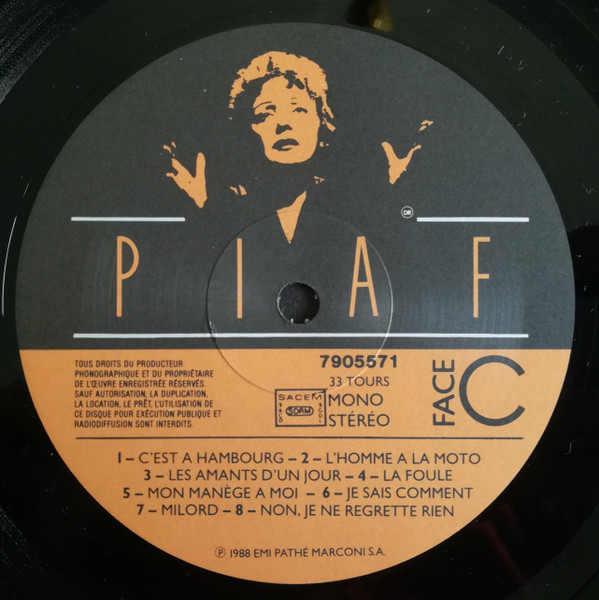 DR
PIAF
TOUS DROITS DU PRODUCTEUR
PHONOGRAPHIQUE ET DU PROPRIÉTAIRE
DE L'ŒUVRE ENREGISTRÉE RÉSERVÉS.
SAUF AUTORISATION, LA DUPLICATION,
LA LOCATION, LE PRÊT, L'UTILISATION DE
CE DISQUE POUR EXÉCUTION PUBLIQUE ET
RADIODIFFUSION SONT INTERDITS.
7905571
33 TOURS
SACEM
SDRM
SACD
MONO
STÉRÉO
FACE C
1 – C'EST A HAMBOURG – 2 – L'HOMME A LA MOTO
3 – LES AMANTS D'UN JOUR – 4 – LA FOULE
5 – MON MANÈGE A MOI – 6 – JE SAIS COMMENT
7 – MILORD – 8 – NON, JE NE REGRETTE RIEN
℗ 1988 EMI PATHÉ MARCONI S.A.